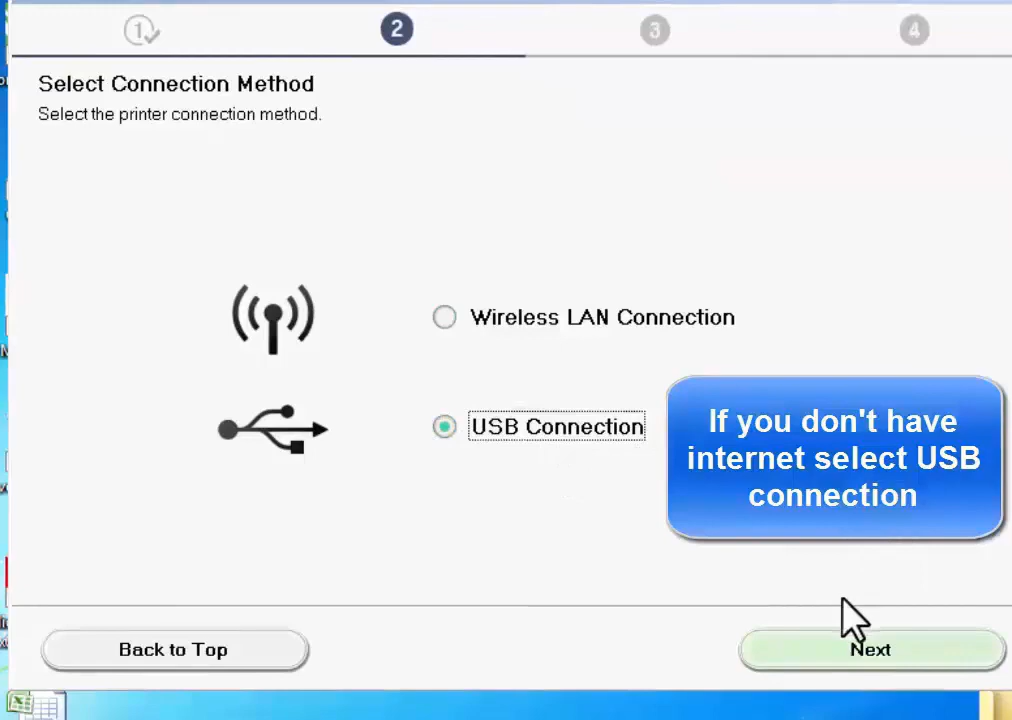 1
2
3
4
Select Connection Method
Select the printer connection method.
Wireless LAN Connection
USB Connection
If you don't have
internet select USB
connection
Back to Top
Next